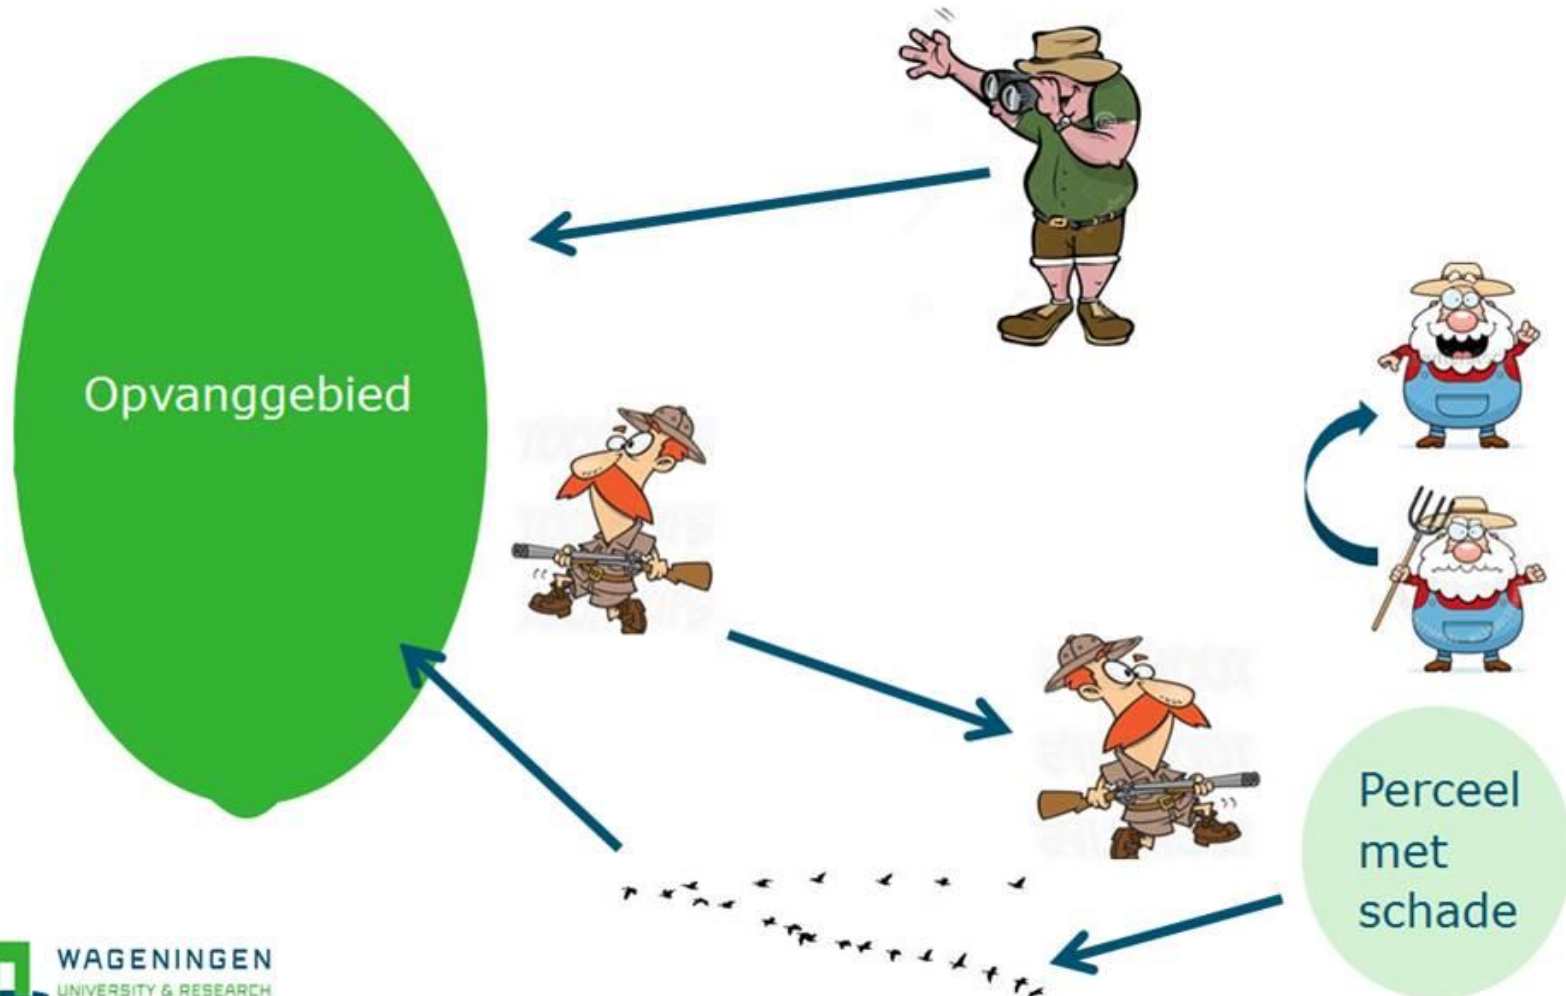 Opvanggebied
Perceel
met
schade
WAGENINGEN
UNIVERSITY & RESEARCH